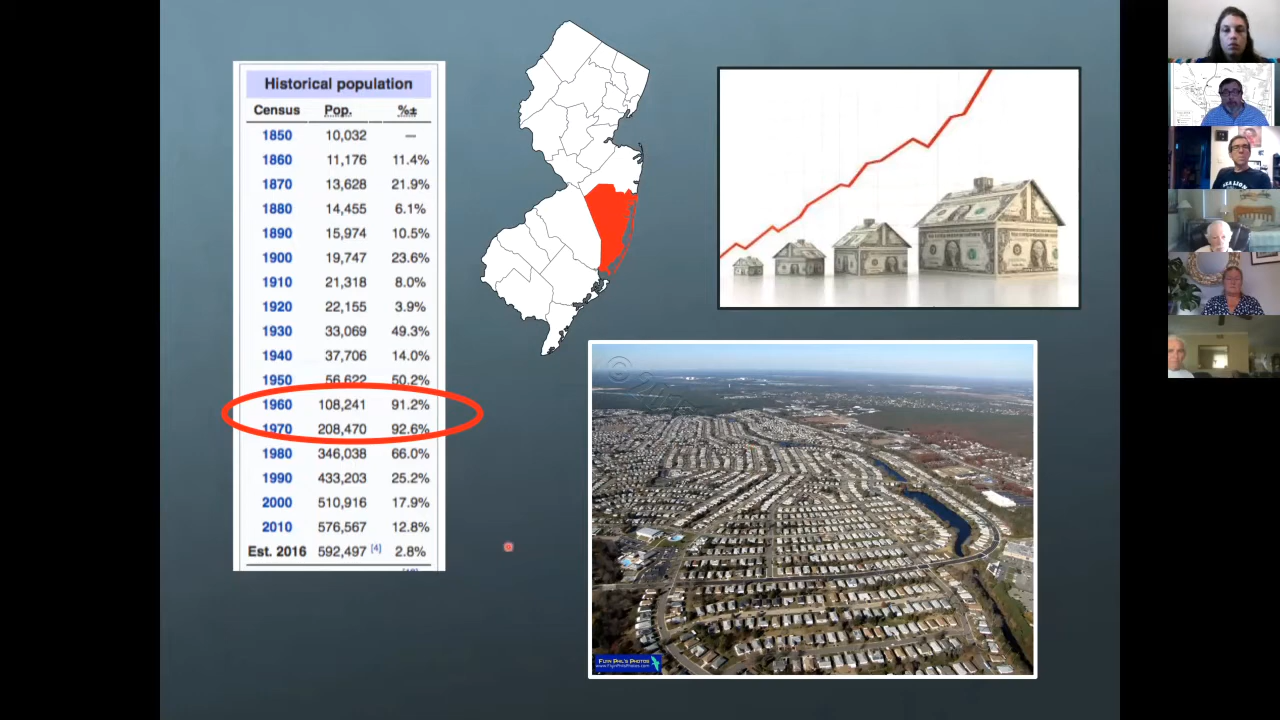 Historical population
Census Pop. %±
1850 10,032 —
1860 11,176 11.4%
1870 13,628 21.9%
1880 14,455 6.1%
1890 15,974 10.5%
1900 19,747 23.6%
1910 21,318 8.0%
1920 22,155 3.9%
1930 33,069 49.3%
1940 37,706 14.0%
1950 56,622 50.2%
1960 108,241 91.2%
1970 208,470 92.6%
1980 346,038 66.0%
1990 433,203 25.2%
2000 510,916 17.9%
2010 576,567 12.8%
Est. 2016 592,497 [4] 2.8%
FLYIN PHIL'S PHOTOS
www.FlyinPhilsPhotos.com
SEA LION